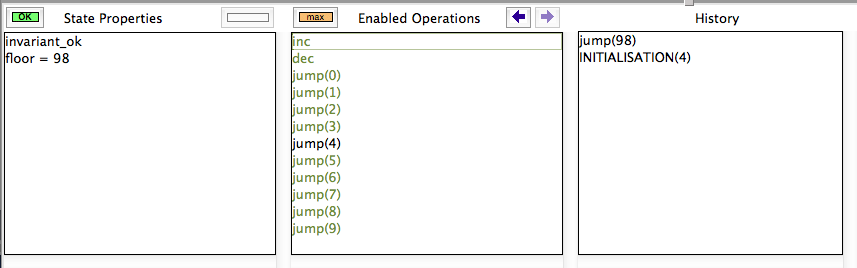 OK State Properties max Enabled Operations History
invariant_ok
floor = 98
inc
dec
jump(0)
jump(1)
jump(2)
jump(3)
jump(4)
jump(5)
jump(6)
jump(7)
jump(8)
jump(9)
jump(98)
INITIALISATION(4)